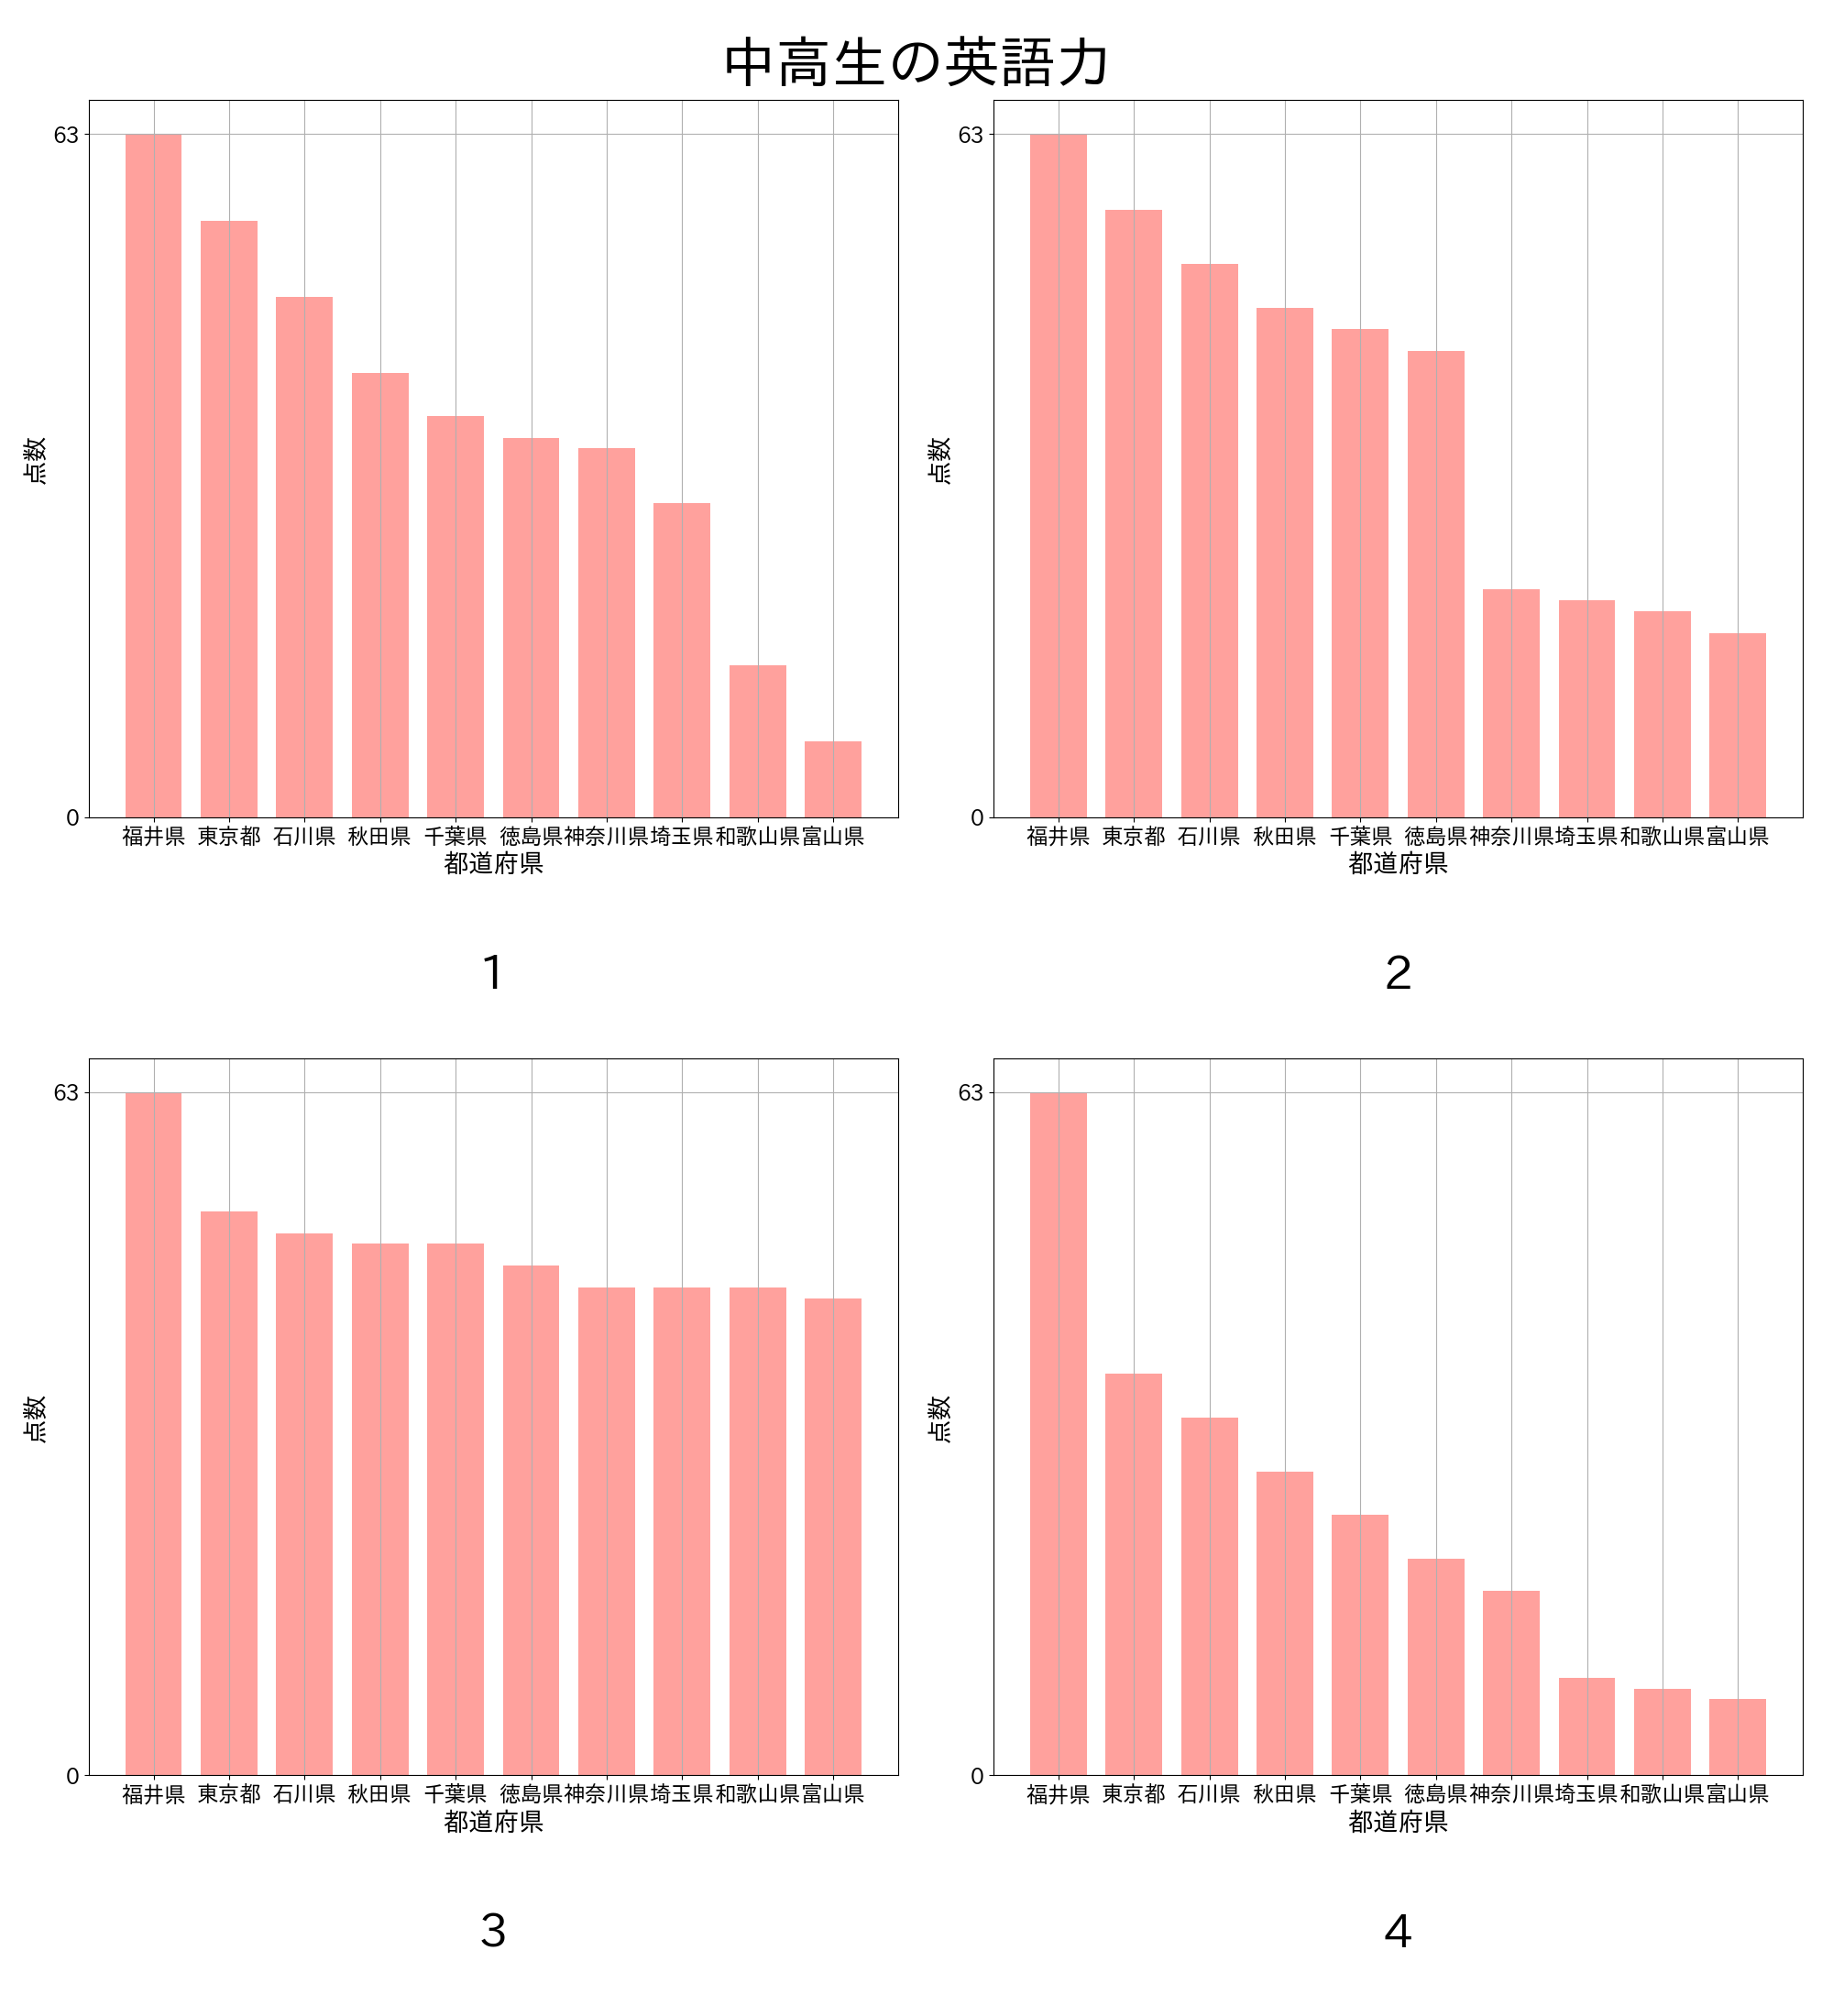 中高生の英語力
63
0
点数
福井県 東京都 石川県 秋田県 千葉県 徳島県 神奈川県 埼玉県 和歌山県 富山県
都道府県
1
63
0
点数
福井県 東京都 石川県 秋田県 千葉県 徳島県 神奈川県 埼玉県 和歌山県 富山県
都道府県
2
63
0
点数
福井県 東京都 石川県 秋田県 千葉県 徳島県 神奈川県 埼玉県 和歌山県 富山県
都道府県
3
63
0
点数
福井県 東京都 石川県 秋田県 千葉県 徳島県 神奈川県 埼玉県 和歌山県 富山県
都道府県
4